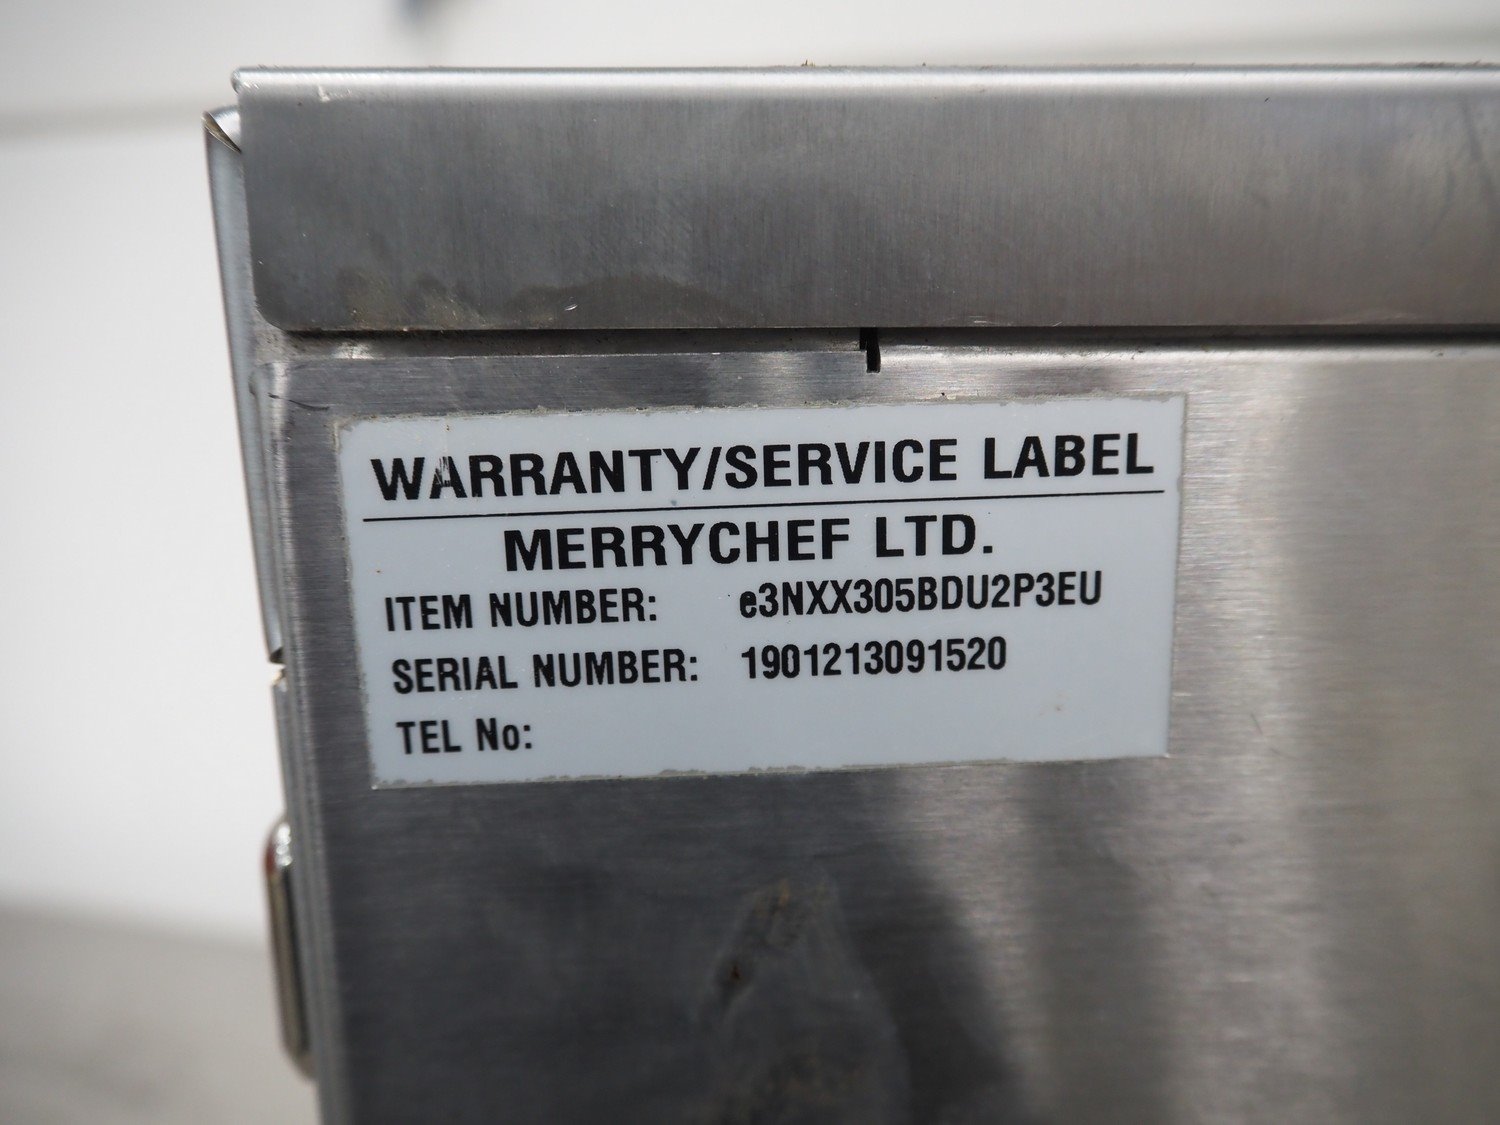 WARRANTY/SERVICE LABEL
MERRYCHEF LTD.
ITEM NUMBER: e3NXX305BDU2P3EU
SERIAL NUMBER: 1901213091520
TEL No: